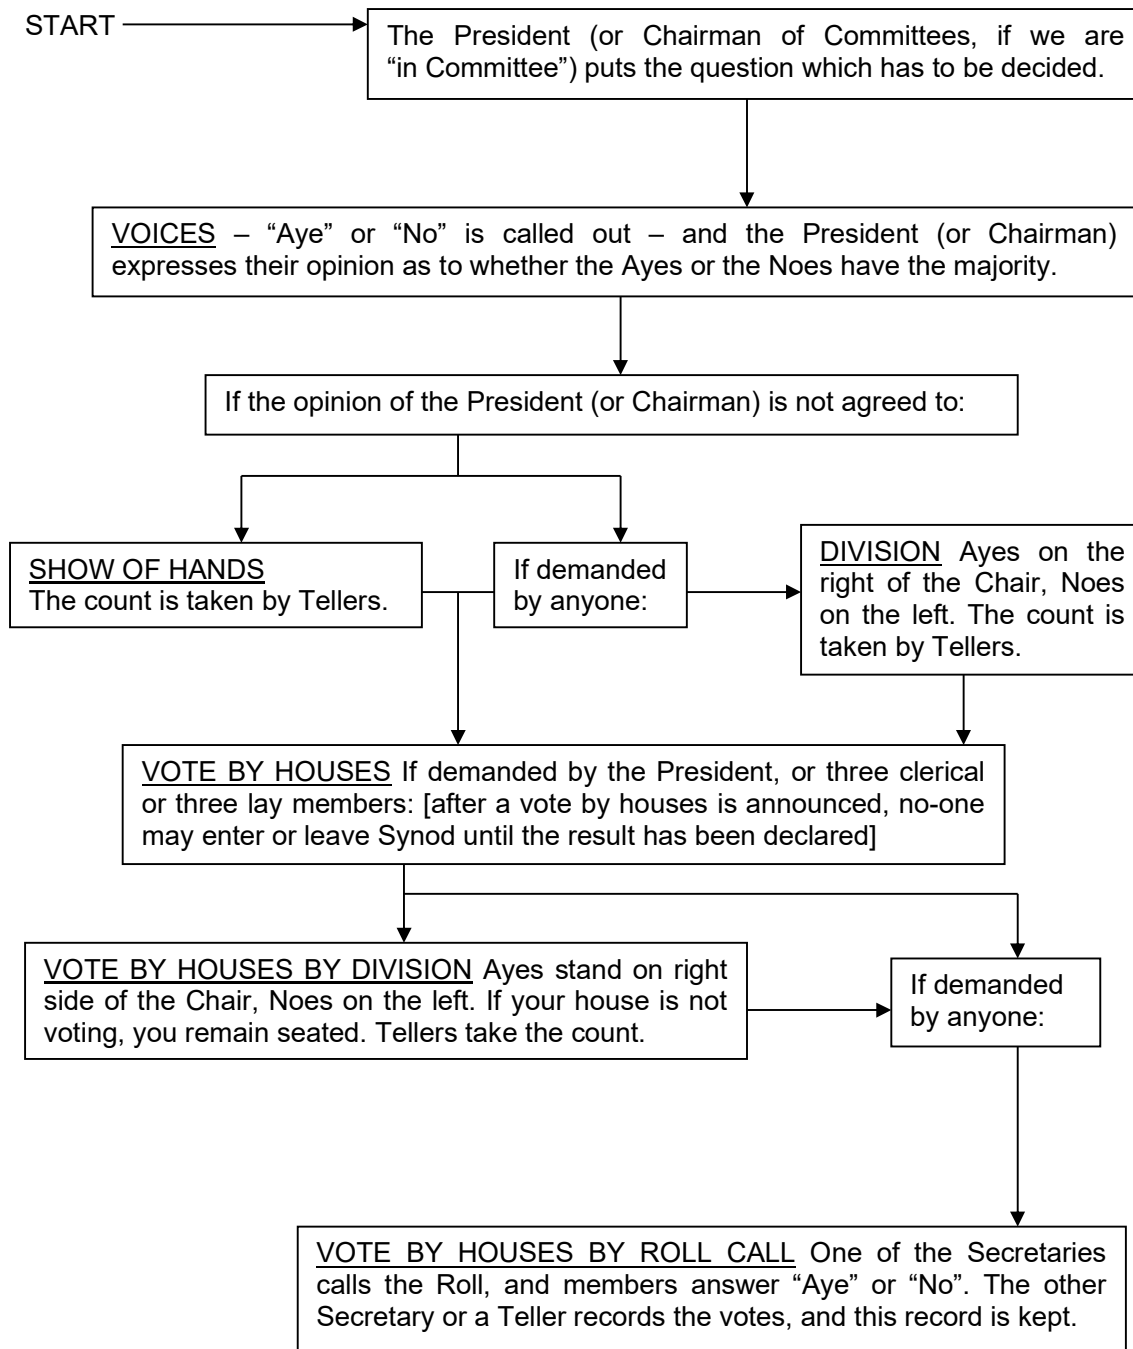 START
The President (or Chairman of Committees, if we are
“in Committee”) puts the question which has to be decided.
VOICES – “Aye” or “No” is called out – and the President (or Chairman)
expresses their opinion as to whether the Ayes or the Noes have the majority.
If the opinion of the President (or Chairman) is not agreed to:
SHOW OF HANDS
The count is taken by Tellers.
If demanded
by anyone:
DIVISION Ayes on the
right of the Chair, Noes
on the left. The count is
taken by Tellers.
VOTE BY HOUSES If demanded by the President, or three clerical
or three lay members: [after a vote by houses is announced, no-one
may enter or leave Synod until the result has been declared]
VOTE BY HOUSES BY DIVISION Ayes stand on right
side of the Chair, Noes on the left. If your house is not
voting, you remain seated. Tellers take the count.
If demanded
by anyone:
VOTE BY HOUSES BY ROLL CALL One of the Secretaries
calls the Roll, and members answer “Aye” or “No”. The other
Secretary or a Teller records the votes, and this record is kept.